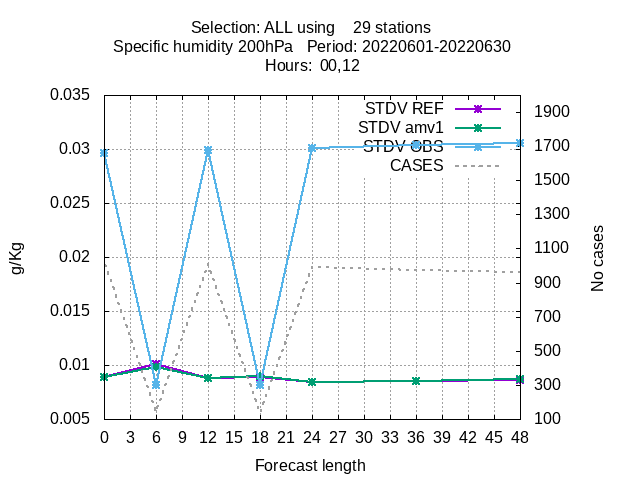 Selection: ALL using    29 stations
Specific humidity 200hPa   Period: 20220601-20220630
Hours:  00,12
0.035
0.03
0.025
0.02
0.015
0.01
0.005
g/Kg
STDV REF
STDV amv1
STDV OBS
CASES
1900
1700
1500
1300
1100
900
700
500
300
100
No cases
0 3 6 9 12 15 18 21 24 27 30 33 36 39 42 45 48
Forecast length